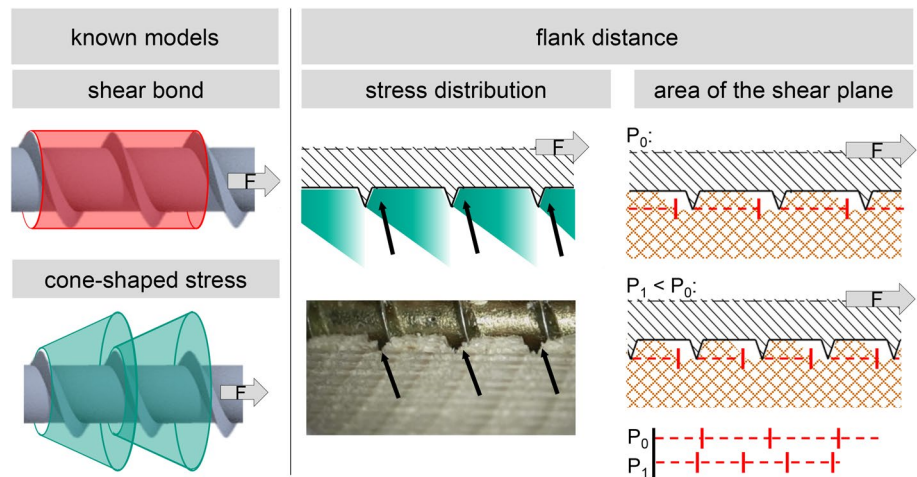 known models
flank distance
shear bond
stress distribution
area of the shear plane
F
F
P₀:
F
cone-shaped stress
F
P₁ < P₀:
F
P₀
P₁